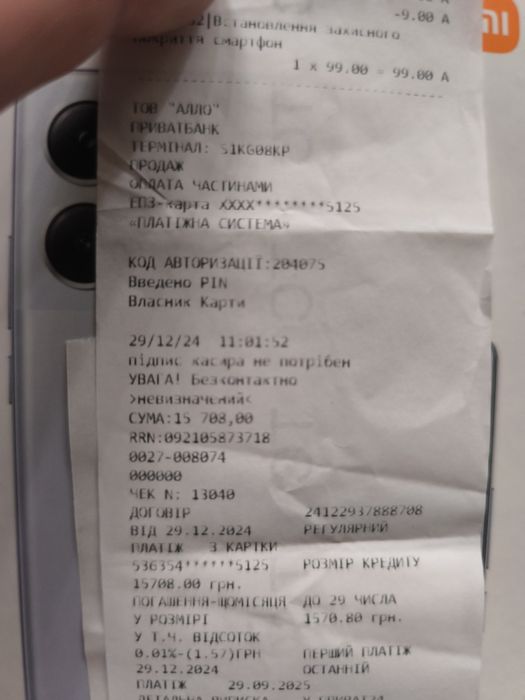 -9.00 А
Встановлення захисного
покриття смартфон
1 x 99.00 = 99.00 А
ТОВ "АЛЛО"
ПРИВАТБАНК
ТЕРМІНАЛ: S1KG08KP
ПРОДАЖ
ОПЛАТА ЧАСТИНАМИ
ЕПЗ-карта XXXX********5125
«ПЛАТІЖНА СИСТЕМА»
КОД АВТОРИЗАЦІЇ:204075
Введено PIN
Власник Карти
29/12/24 11:01:52
підпис касира не потрібен
УВАГА! Безконтактно
>невизначений<
СУМА:15 708,00
RRN:092105873718
0027-008074
000000
ЧЕК N: 13040
ДОГОВІР 24122937888708
ВІД 29.12.2024 РЕГУЛЯРНИЙ
ПЛАТІЖ З КАРТКИ
536354******5125 РОЗМІР КРЕДИТУ
15708.00 грн.
ПОГАШЕННЯ-ЩОМІСЯЦЯ ДО 29 ЧИСЛА
У РОЗМІРІ 1570.80 грн.
У Т.Ч. ВІДСОТОК
0.01%-(1.57)ГРН ПЕРШИЙ ПЛАТІЖ
29.12.2024 ОСТАННІЙ
ПЛАТІЖ 29.09.2025